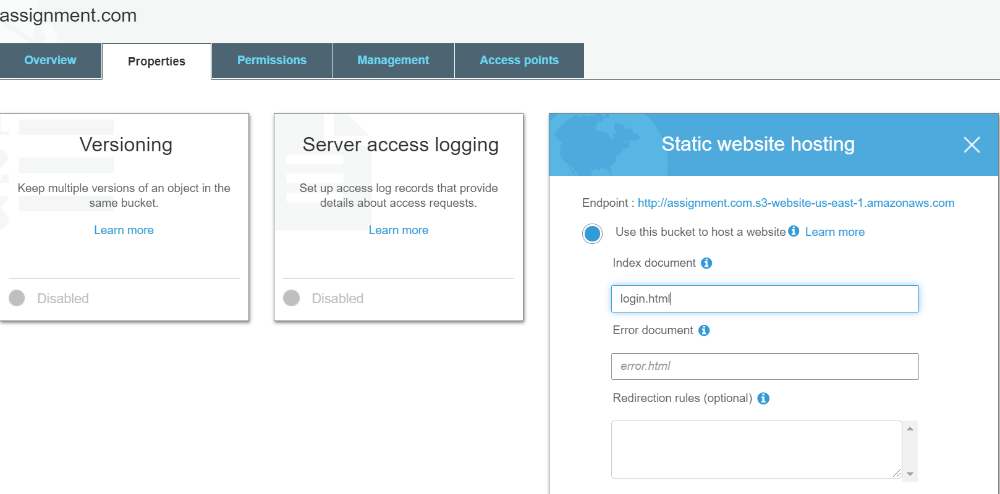 assignment.com
Overview
Properties
Permissions
Management
Access points
Versioning
Keep multiple versions of an object in the
same bucket.
Learn more
Disabled
Server access logging
Set up access log records that provide
details about access requests.
Learn more
Disabled
Static website hosting
Endpoint : http://assignment.com.s3-website-us-east-1.amazonaws.com
Use this bucket to host a website Learn more
Index document
login.html
Error document
error.html
Redirection rules (optional)